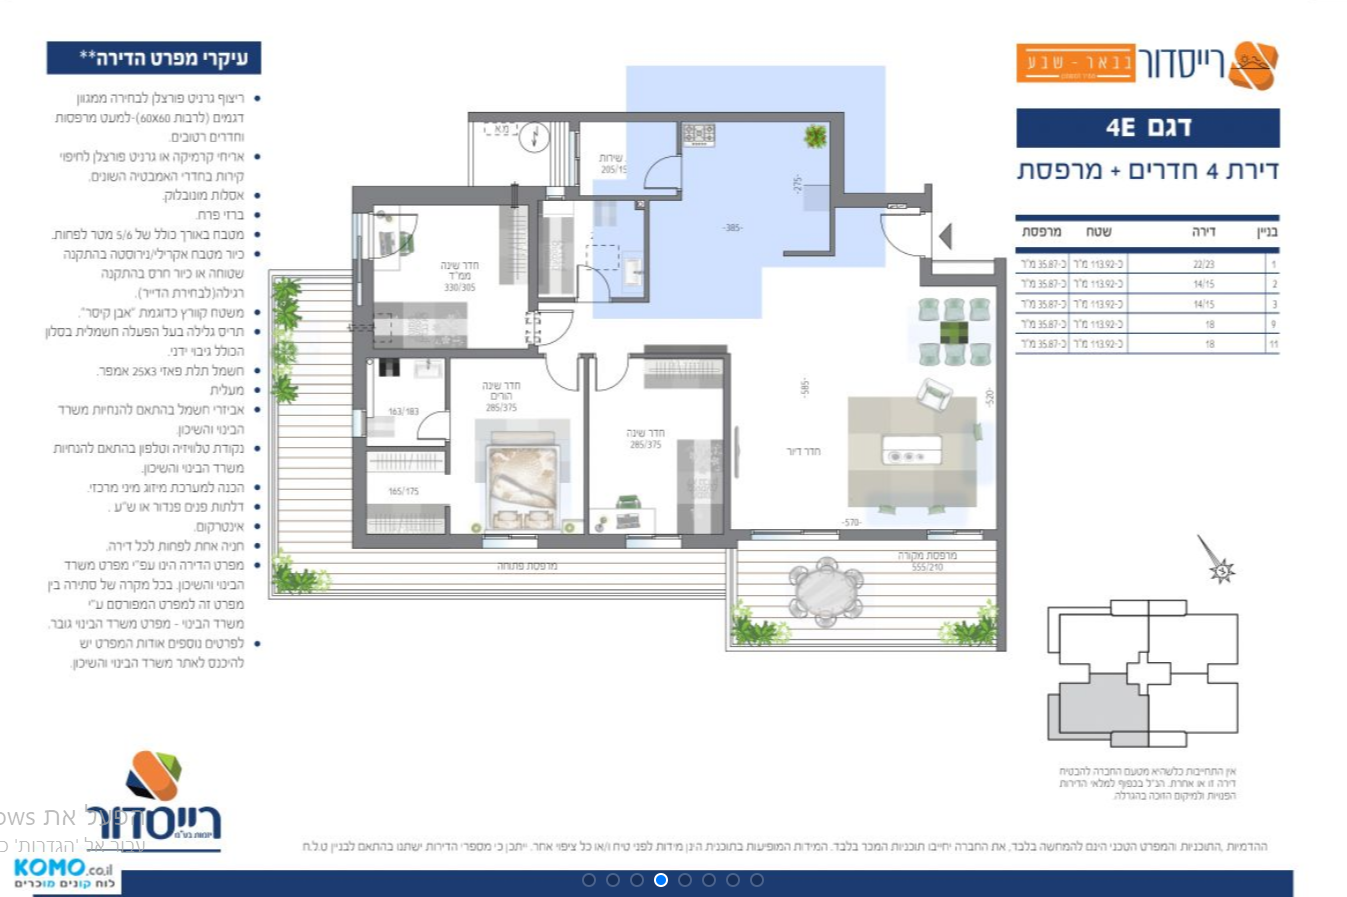 רייסדור
בבאר - שבע
דגם 4E
דירת 4 חדרים + מרפסת
בניין דירה שטח מרפסת
1 22/23 כ-113.92 מ"ר כ-35.87 מ"ר
2 14/15 כ-113.92 מ"ר כ-35.87 מ"ר
3 14/15 כ-113.92 מ"ר כ-35.87 מ"ר
9 18 כ-113.92 מ"ר כ-35.87 מ"ר
11 18 כ-113.92 מ"ר כ-35.87 מ"ר
עיקרי מפרט הדירה**
• ריצוף גרניט פורצלן לבחירה ממגוון
דגמים (לרבות 60X60)-למעט מרפסות
וחדרים רטובים.
• אריחי קרמיקה או גרניט פורצלן לחיפוי
קירות בחדרי האמבטיה השונים.
• אסלות מונובלוק.
• ברזי פרח.
• מטבח באורך כולל של 5/6 מטר לפחות.
• כיור מטבח אקרילי/נירוסטה בהתקנה
שטוחה או כיור חרס בהתקנה
רגילה(לבחירת הדייר).
• משטח קוורץ כדוגמת "אבן קיסר".
• תריס גלילה בעל הפעלה חשמלית בסלון
הכולל גיבוי ידני.
• חשמל תלת פאזי 25X3 אמפר.
• מעלית
• אביזרי חשמל בהתאם להנחיות משרד
הבינוי והשיכון.
• נקודת טלוויזיה וטלפון בהתאם להנחיות
משרד הבינוי והשיכון.
• הכנה למערכת מיזוג מיני מרכזי.
• דלתות פנים פנדור או ש"ע .
• אינטרקום.
• חניה אחת לפחות לכל דירה.
• מפרט הדירה הינו עפ"י מפרט משרד
הבינוי והשיכון. בכל מקרה של סתירה בין
מפרט זה למפרט המפורסם ע"י
משרד הבינוי - מפרט משרד הבינוי גובר.
• לפרטים נוספים אודות המפרט יש
להיכנס לאתר משרד הבינוי והשיכון.
מ.א
שירות
205/15
-275-
-385-
חדר שינה
ממ"ד
330/305
חדר שינה
הורים
285/375
163/183
165/175
חדר שינה
285/375
-585-
-520-
חדר דיור
-570-
מרפסת מקורה
555/210
מרפסת פתוחה
אין התחייבות כלשהיא מטעם החברה להבטיח
דירה זו או אחרת. הנ"ל בכפוף למלאי הדירות
הפנויות ולמיקום הזוכה בהגרלה.
ההדמיות ,התוכניות והמפרט הטכני הינם להמחשה בלבד, את החברה יחייבו תוכניות המכר בלבד. המידות המופיעות בתוכנית הינן מידות לפני טיח ו/או כל ציפוי אחר. ייתכן כי מספרי הדירות ישתנו בהתאם לבניין ט.ל.ח
רייסדור
יזמות בע"מ
הפעל את ows
עבור אל 'הגדרות' כ
KOMO.co.il
לוח קונים מוכרים